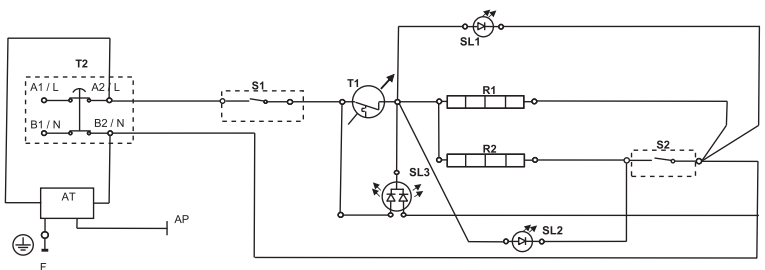 SL1
T2
A1 / L A2 / L
S1
T1
R1
B1 / N B2 / N
R2
S2
SL3
AT
AP
SL2
F